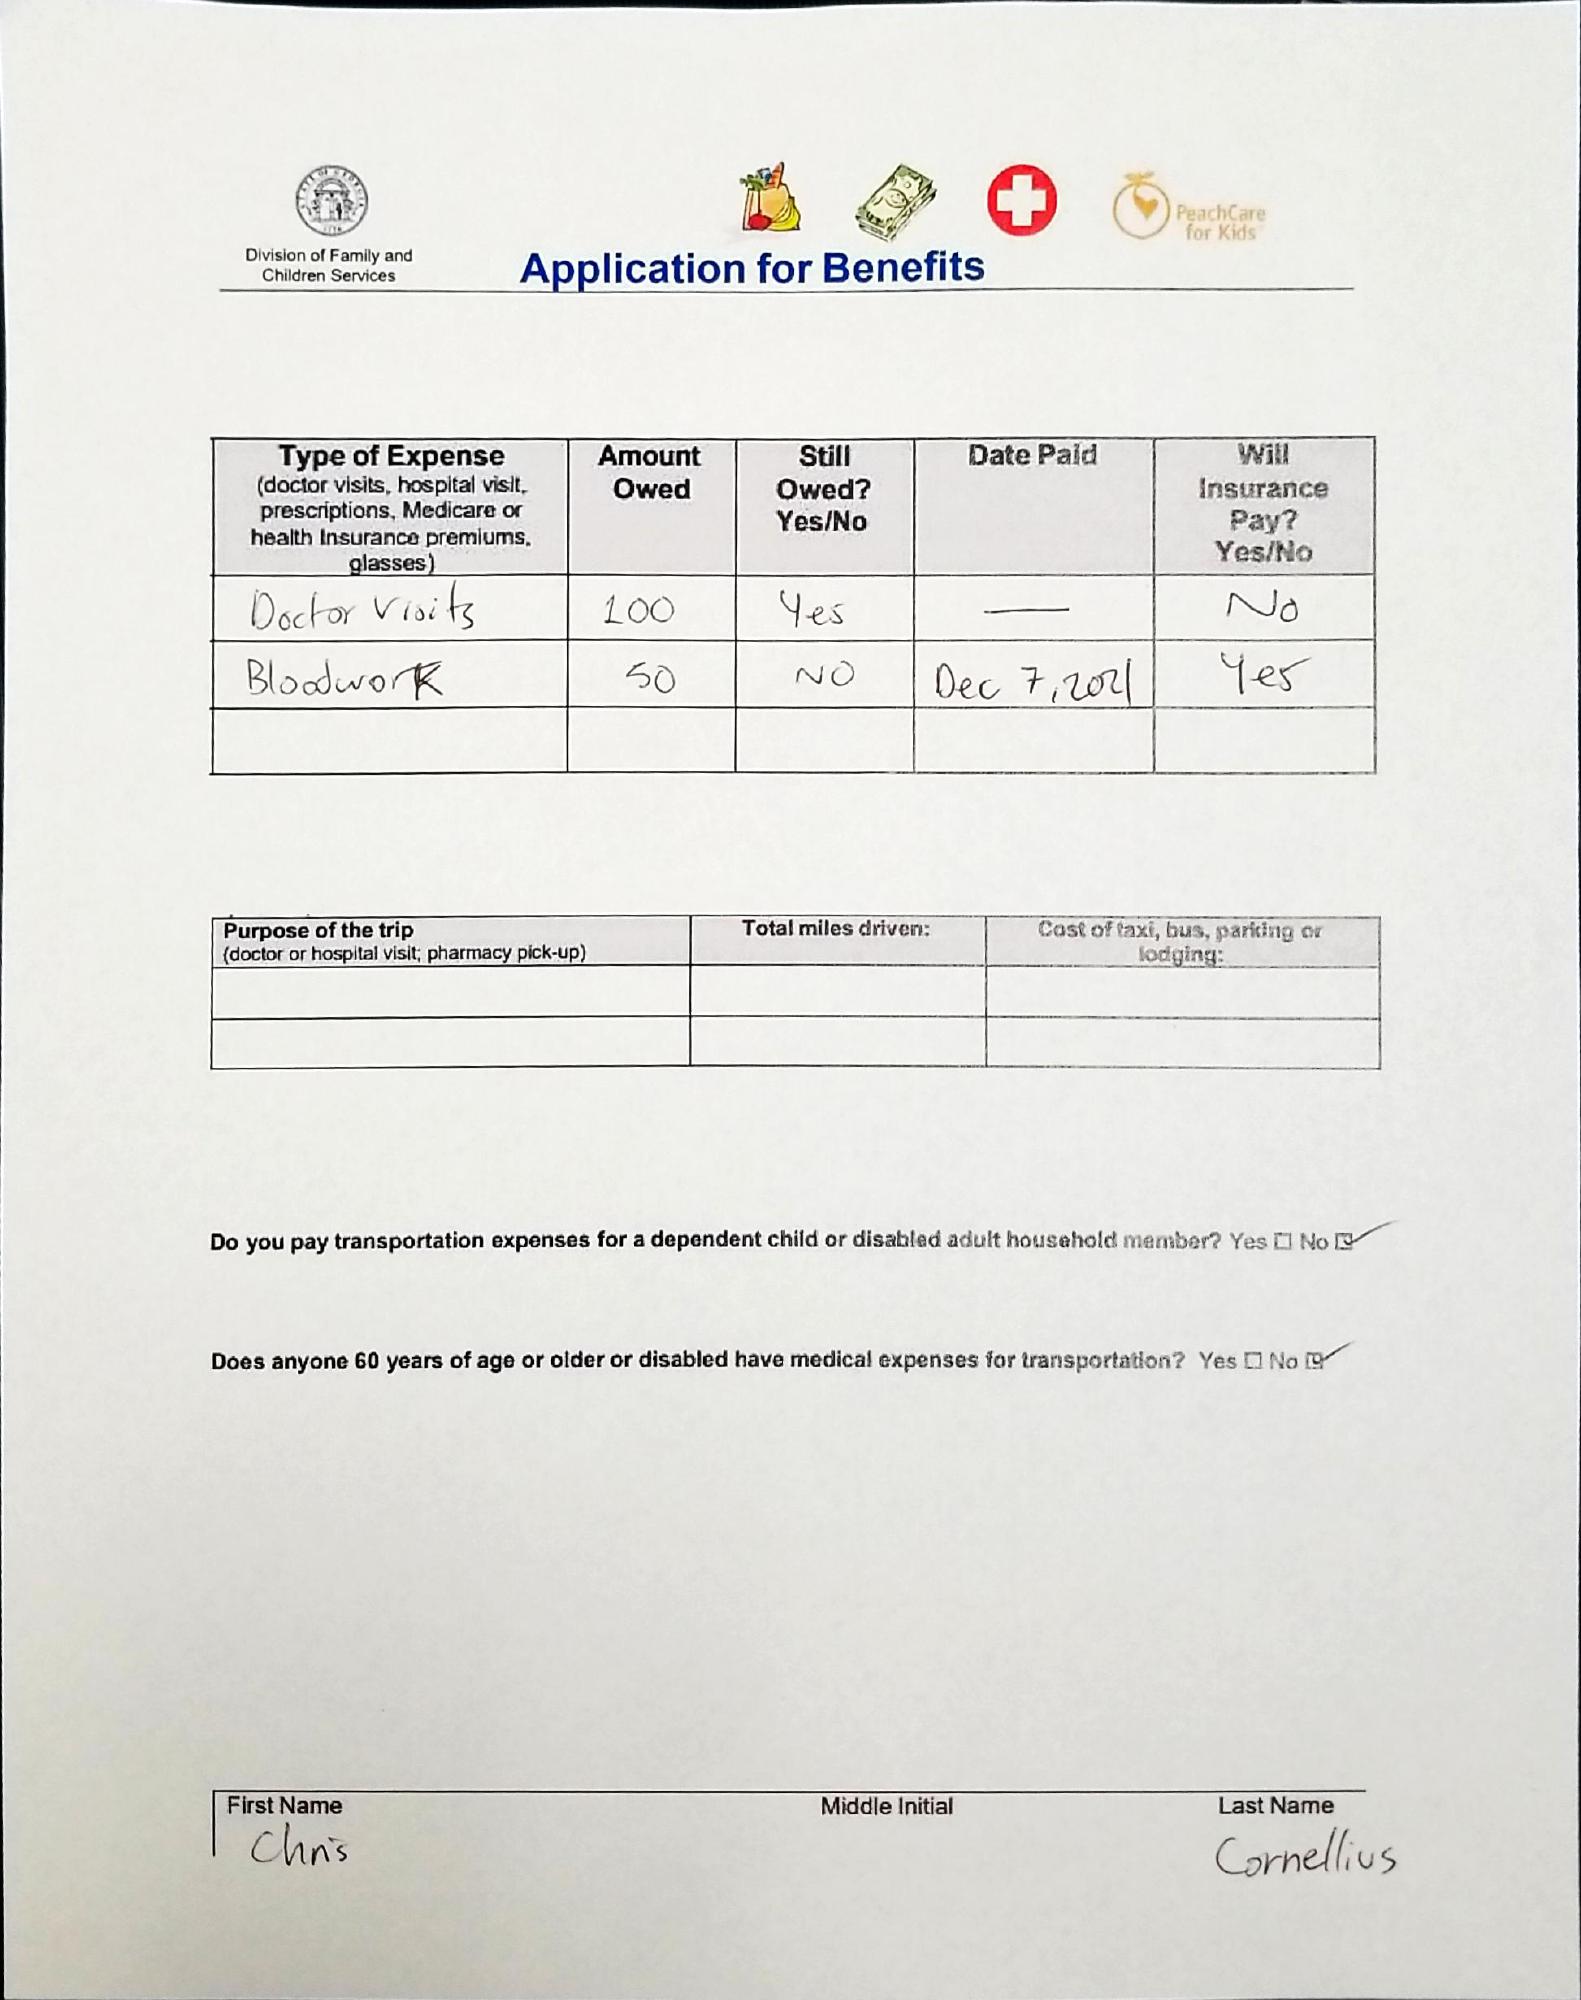 STATE OF GEORGIA
1776
PeachCare
for Kids
Division of Family and
Children Services
Application for Benefits
Type of Expense
(doctor visits, hospital visit,
prescriptions, Medicare or
health Insurance premiums,
glasses)
Amount
Owed
Still
Owed?
Yes/No
Date Paid
Will
Insurance
Pay?
Yes/No
Doctor Visits 100 Yes — No
Bloodwork 50 NO Dec 7, 2021 Yes
Purpose of the trip
(doctor or hospital visit; pharmacy pick-up)
Total miles driven:
Cost of taxi, bus, parking or
lodging:
Do you pay transportation expenses for a dependent child or disabled adult household member? Yes ☐ No ☑
Does anyone 60 years of age or older or disabled have medical expenses for transportation? Yes ☐ No ☑
First Name Middle Initial Last Name
Chris Cornellius